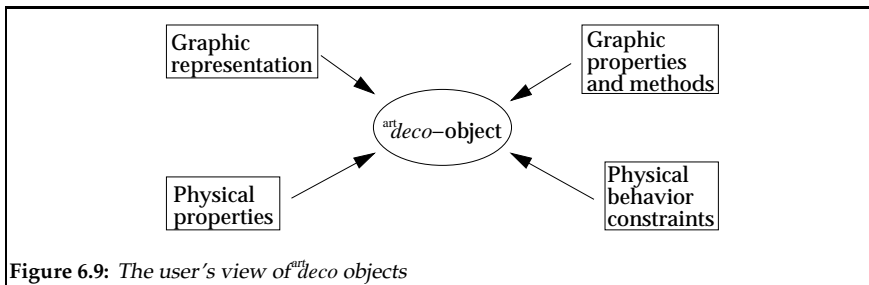 Graphic
representation
Graphic
properties
and methods
artdeco–object
Physical
properties
Physical
behavior
constraints
Figure 6.9: The user's view of artdeco objects